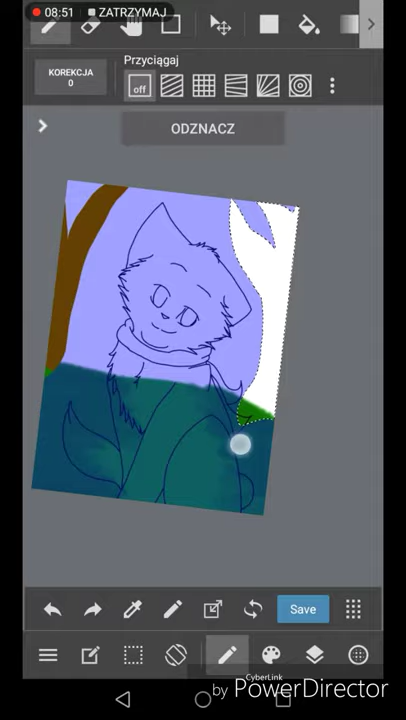 08:51 ZATRZYMAJ
KOREKCJA
0
Przyciągaj
off
ODZNACZ
Save
CyberLink
by PowerDirector